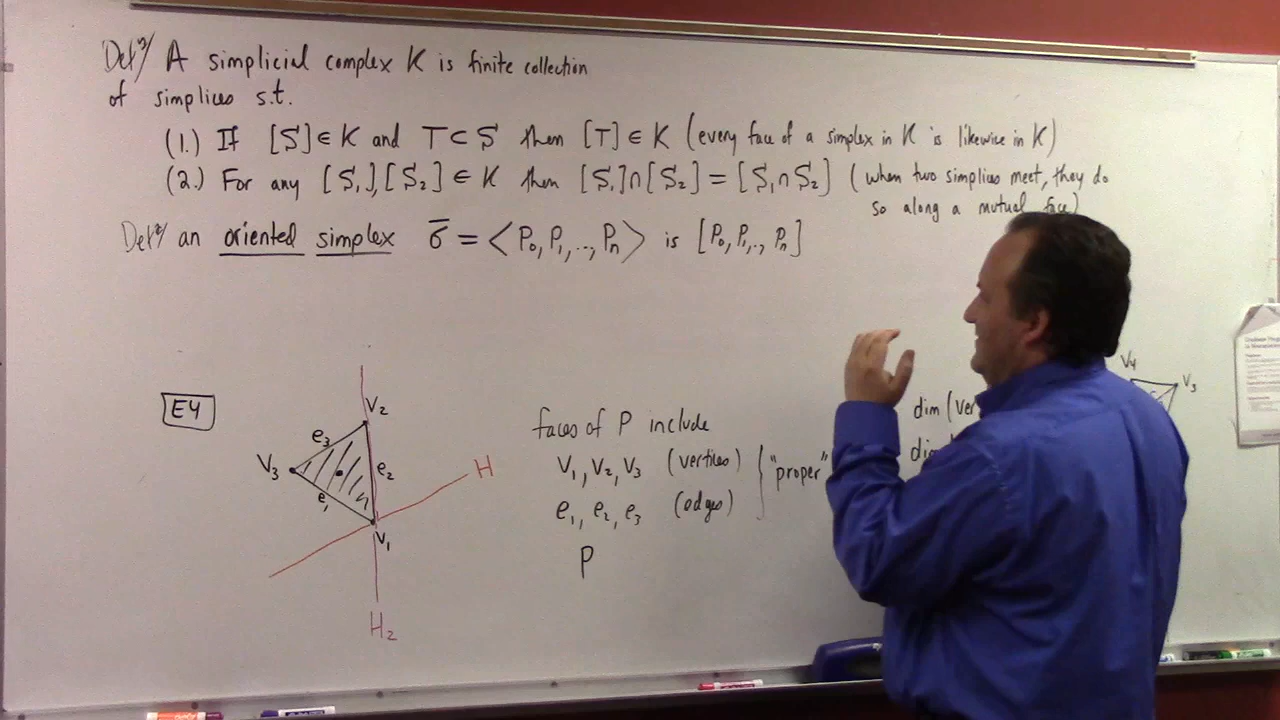 Defⁿ/ A simplicial complex K is finite collection
of simplices s.t.
(1.) If [S] ∈ K and T ⊂ S then [T] ∈ K (every face of a simplex in K is likewise in K)
(2.) For any [S₁],[S₂] ∈ K then [S₁]∩[S₂] = [S₁∩S₂] (when two simplices meet, they do
so along a mutual face)
Defⁿ/ an oriented simplex σ̄ = <P₀, P₁, .., Pₙ> is [P₀, P₁, .., Pₙ]
E4
V₂
e₃
V₃
e₂
e₁
V₁
H
H₂
faces of P include
V₁, V₂, V₃ (vertices)
e₁, e₂, e₃ (edges)
"proper"
P
dim (ver
V₄
V₃